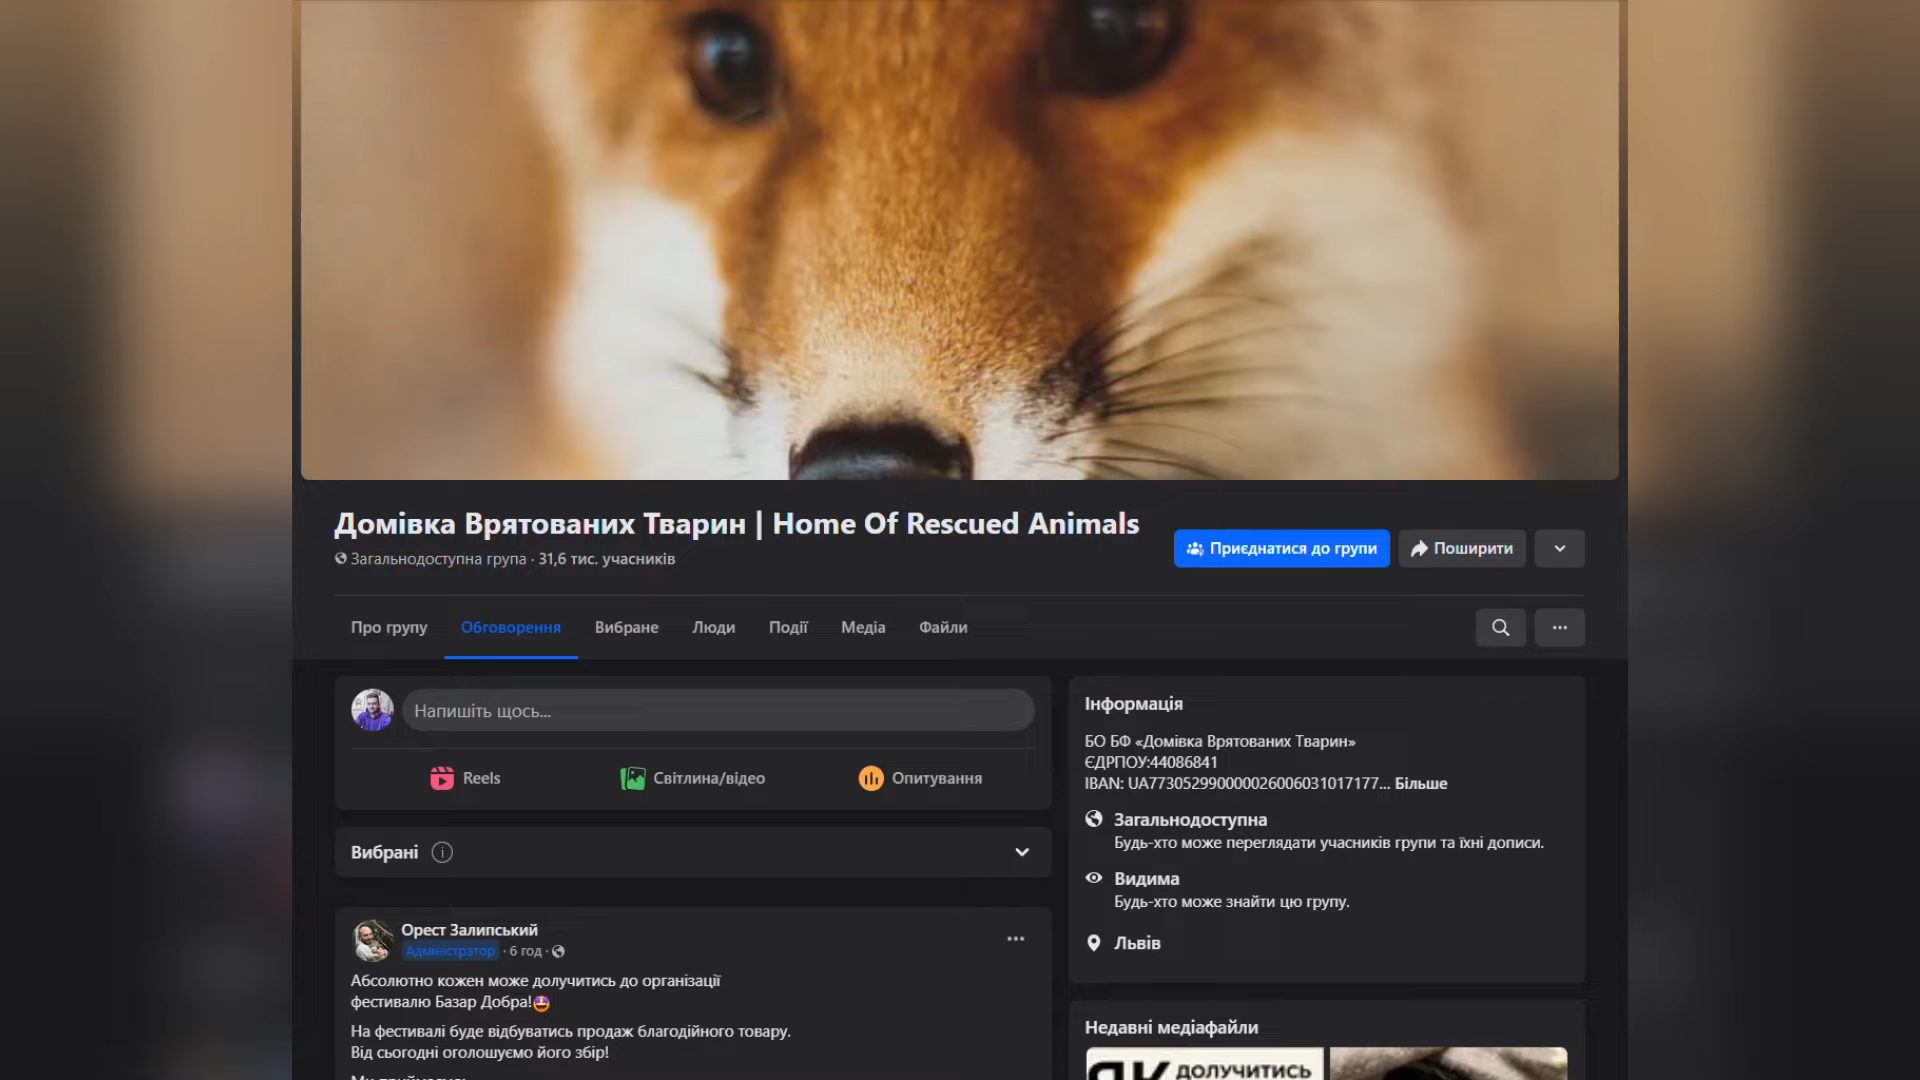 Домівка Врятованих Тварин | Home Of Rescued Animals
Загальнодоступна група · 31,6 тис. учасників
Приєднатися до групи
Поширити
Про групу
Обговорення
Вибране
Люди
Події
Медіа
Файли
Напишіть щось...
Reels
Світлина/відео
Опитування
Вибрані
Орест Залипський
Адміністратор · 6 год ·
Абсолютно кожен може долучитись до організації
фестивалю Базар Добра!🤩
На фестивалі буде відбуватись продаж благодійного товару.
Від сьогодні оголошуємо його збір!
Інформація
БО БФ «Домівка Врятованих Тварин»
ЄДРПОУ:44086841
IBAN: UA773052990000026006031017177... Більше
Загальнодоступна
Будь-хто може переглядати учасників групи та їхні дописи.
Видима
Будь-хто може знайти цю групу.
Львів
Недавні медіафайли
ЯК ДОЛУЧИТИСЬ